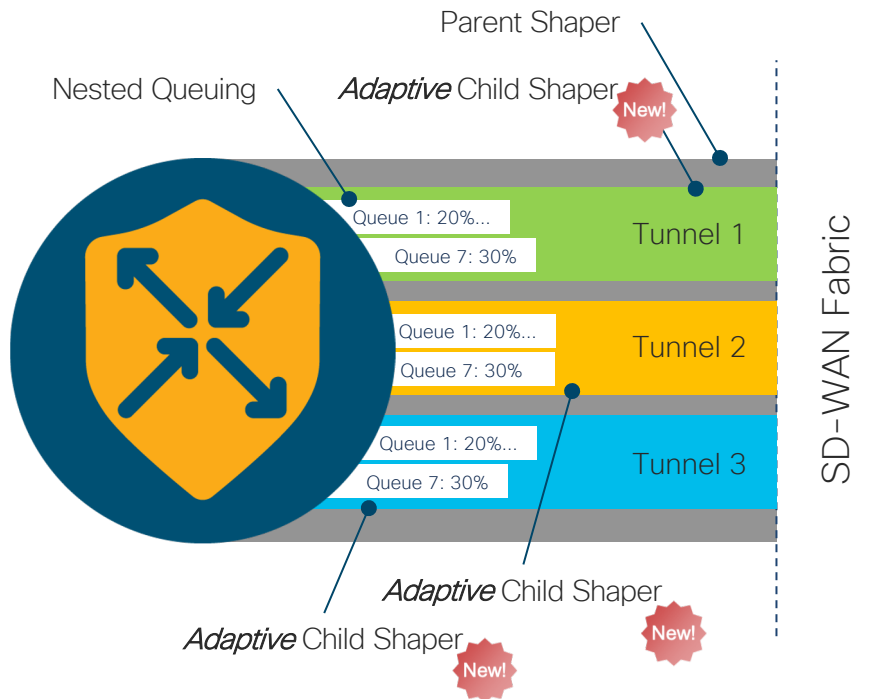 Parent Shaper
Nested Queuing
Adaptive Child Shaper
New!
Queue 1: 20%...
Queue 7: 30%
Tunnel 1
Queue 1: 20%...
Queue 7: 30%
Tunnel 2
Queue 1: 20%...
Queue 7: 30%
Tunnel 3
SD-WAN Fabric
Adaptive Child Shaper
New!
Adaptive Child Shaper
New!